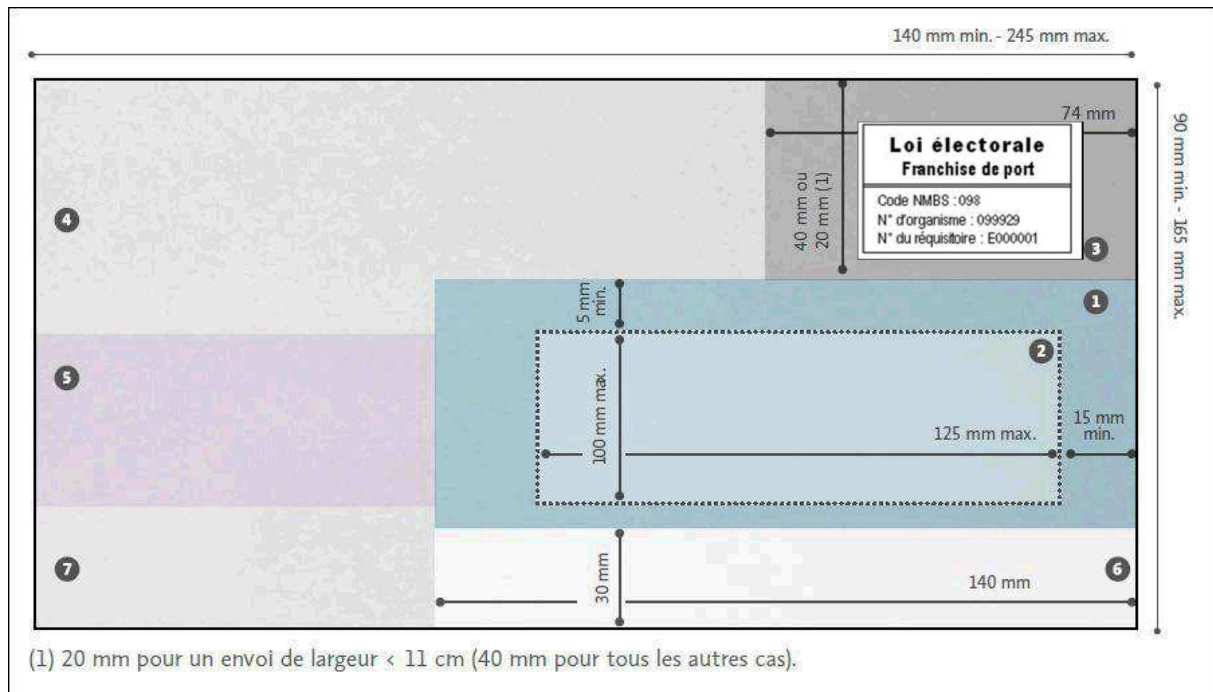 140 mm min. - 245 mm max.
74 mm
90 mm min. - 165 mm max.
Loi électorale
Franchise de port
Code NMBS : 098
N° d'organisme : 099929
N° du réquisitoire : E000001
40 mm ou
20 mm (1)
4
3
5 mm
min.
1
2
5
100 mm max.
125 mm max.
15 mm
min.
7
30 mm
140 mm
6
(1) 20 mm pour un envoi de largeur < 11 cm (40 mm pour tous les autres cas).